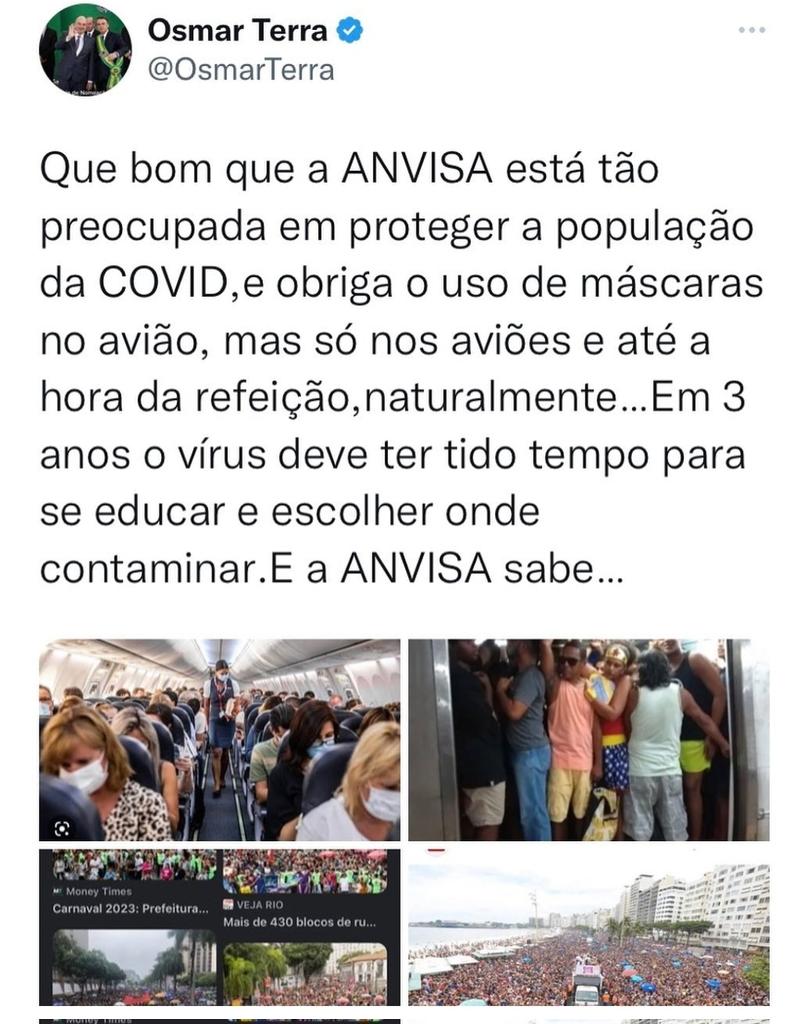 Osmar Terra
@OsmarTerra
Que bom que a ANVISA está tão
preocupada em proteger a população
da COVID,e obriga o uso de máscaras
no avião, mas só nos aviões e até a
hora da refeição,naturalmente...Em 3
anos o vírus deve ter tido tempo para
se educar e escolher onde
contaminar.E a ANVISA sabe...
Money Times
Carnaval 2023: Prefeitura...
VEJA RIO
Mais de 430 blocos de ru...
Money Times